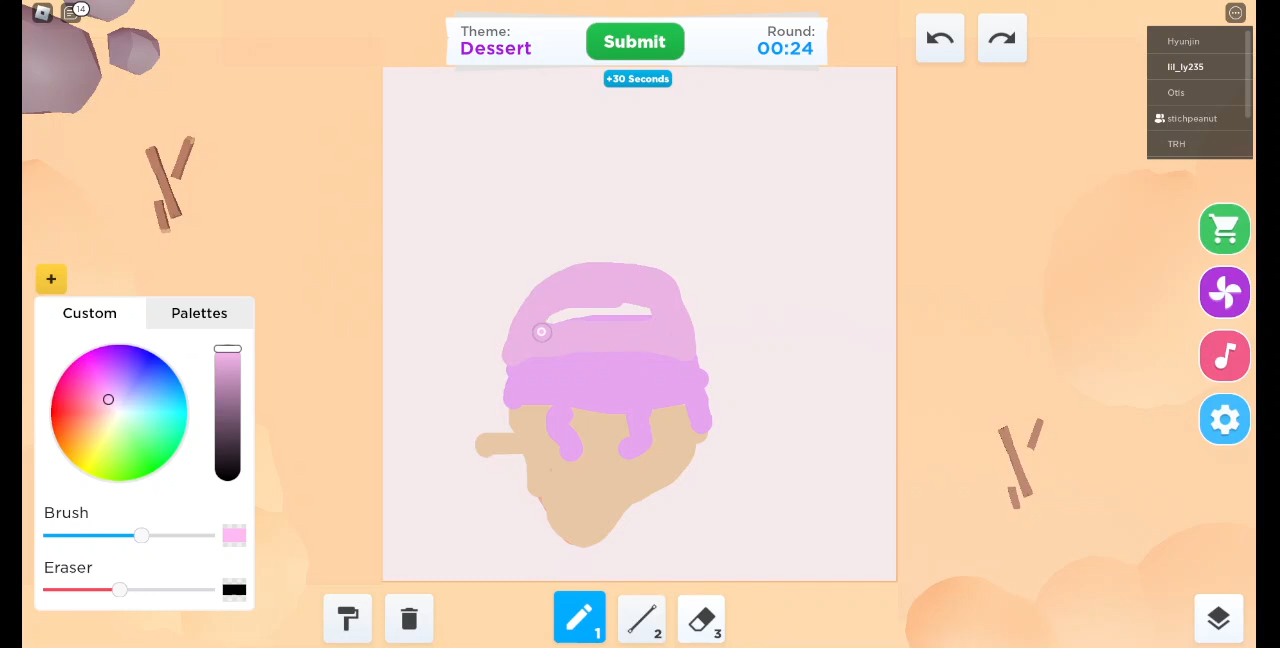 14
Theme:
Dessert
Submit
Round:
00:24
+30 Seconds
Hyunjin
lil_ly235
Otis
stichpeanut
TRH
+
Custom
Palettes
Brush
Eraser
1
2
3